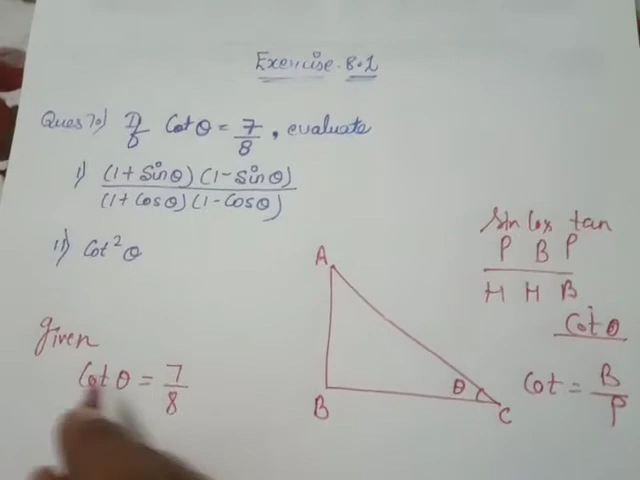 Exercise 8.1
Ques 7:) If Cot θ = 7/8, evaluate
i) (1 + Sin θ) (1 - Sin θ) / (1 + Cos θ) (1 - Cos θ)
ii) Cot² θ
Sin Cos tan
P B P
H H B
Cot θ
Cot = B/P
A
B
θ
C
Given
Cot θ = 7/8